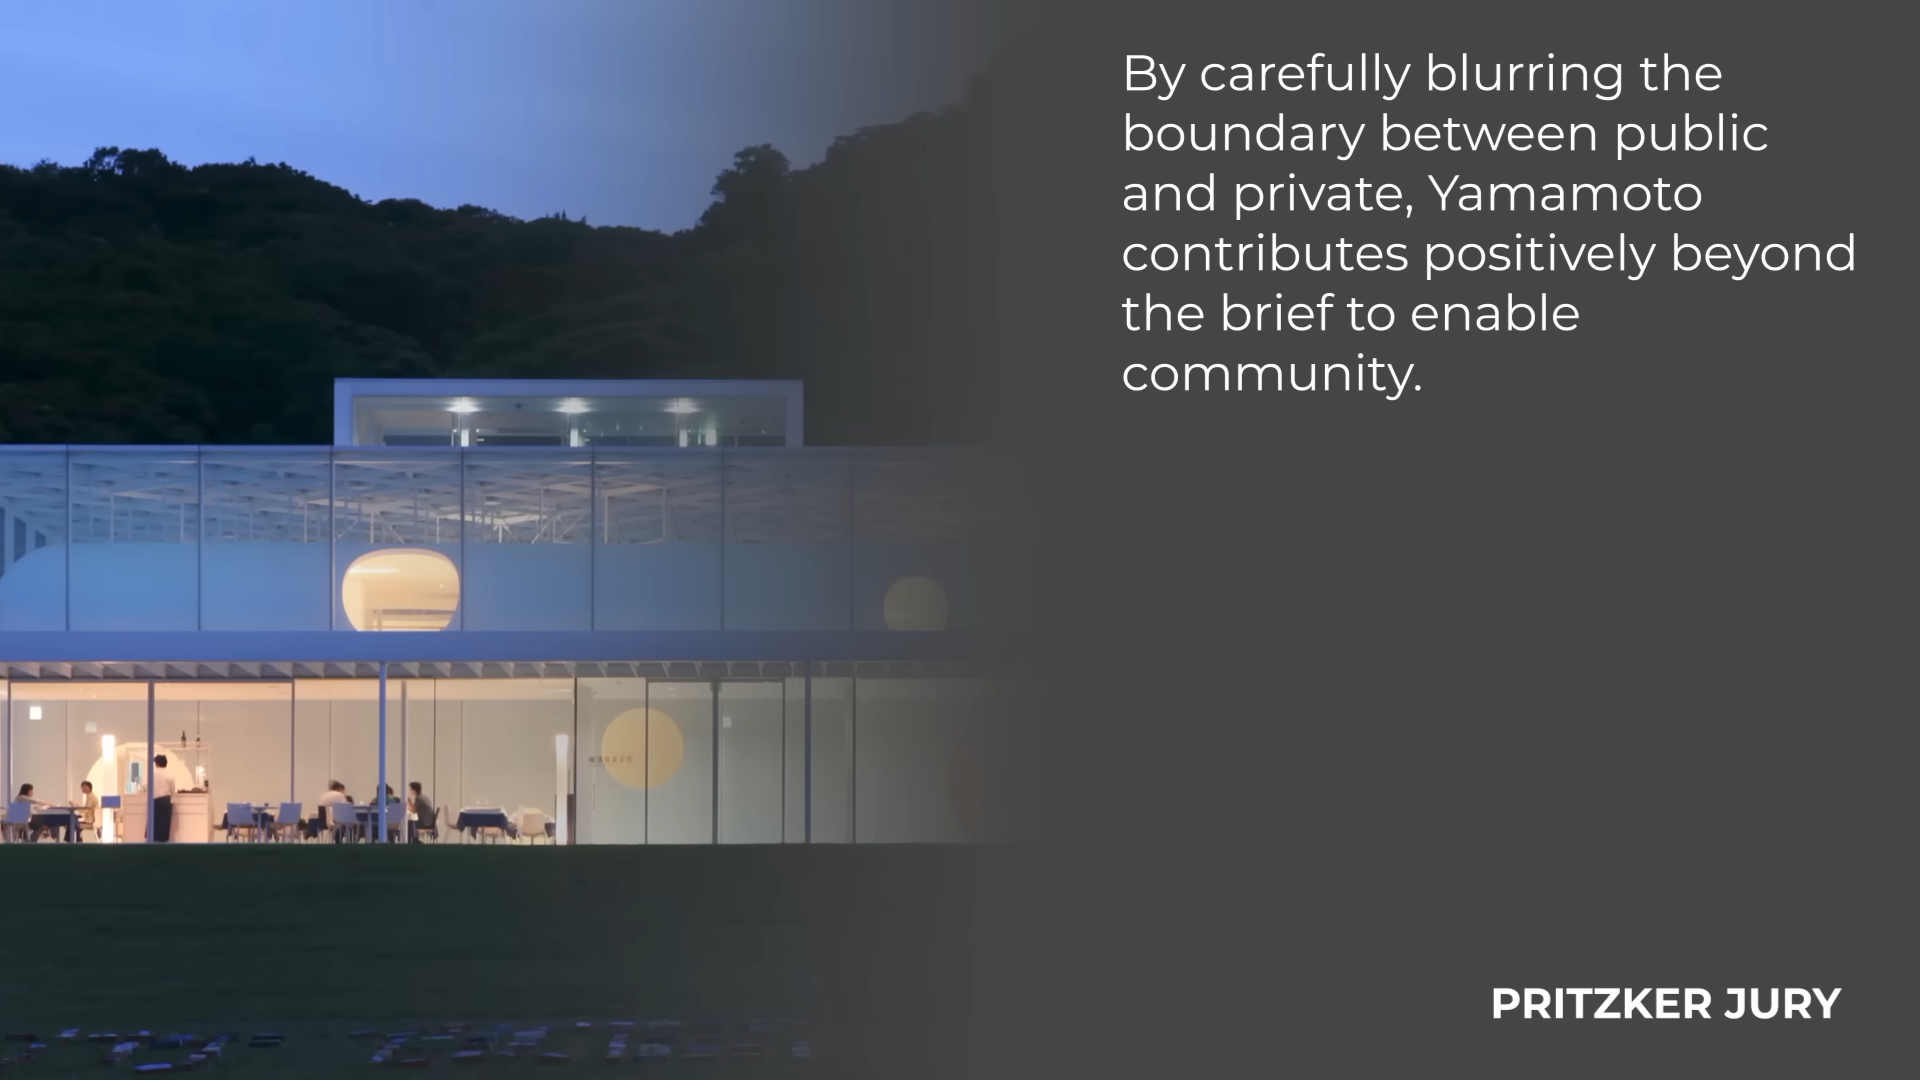 By carefully blurring the
boundary between public
and private, Yamamoto
contributes positively beyond
the brief to enable
community.
PRITZKER JURY